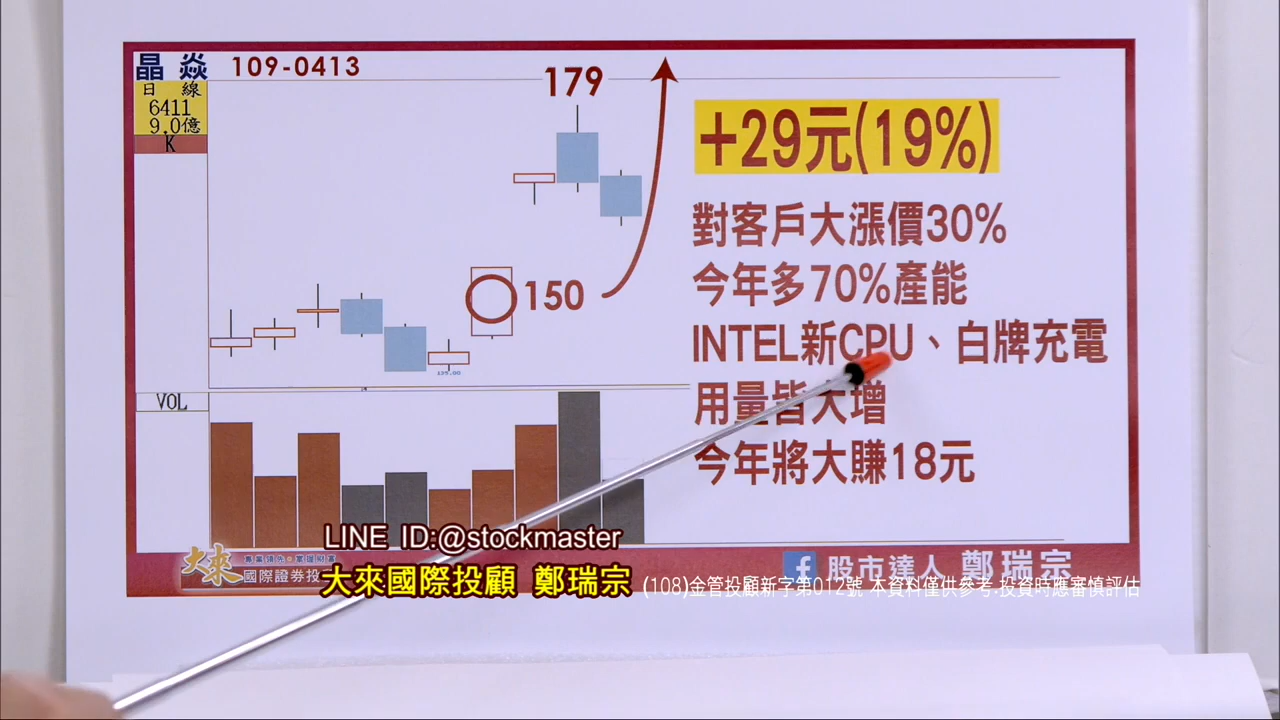 晶焱 109-0413
日線
6411
9.0億
K
179
150
135.00
VOL
+29元(19%)
對客戶大漲價30%
今年多70%產能
INTEL新CPU、白牌充電
用量皆大增
今年將大賺18元
大來
國際證券投
股市達人 鄭瑞宗
LINE ID:@stockmaster
大來國際投顧 鄭瑞宗 (108)金管投顧新字第012號 本資料僅供參考.投資時應審慎評估